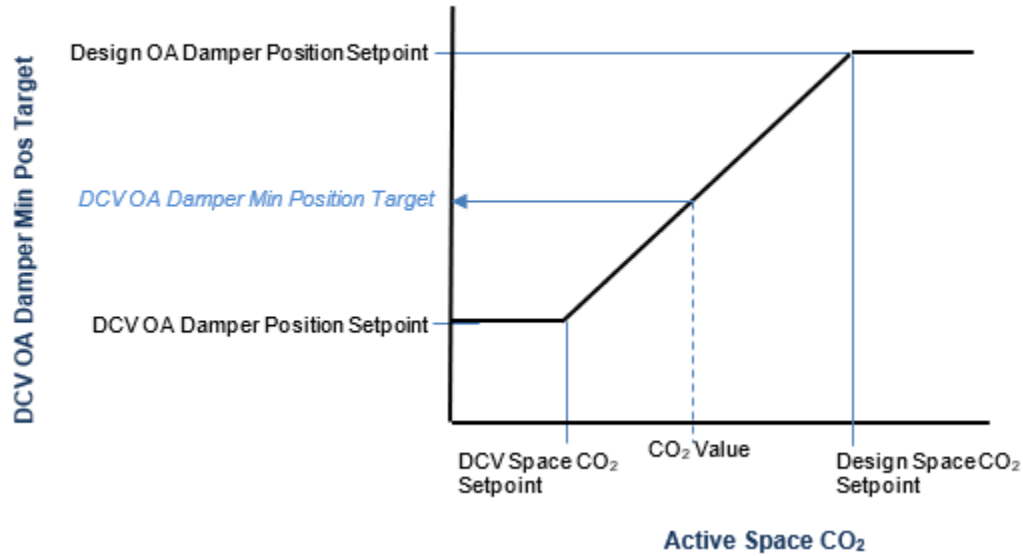 Design OA Damper Position Setpoint
DCV OA Damper Min Pos Target
DCV OA Damper Min Position Target
DCV OA Damper Position Setpoint
CO₂ Value
DCV Space CO₂
Setpoint
Design Space CO₂
Setpoint
Active Space CO₂